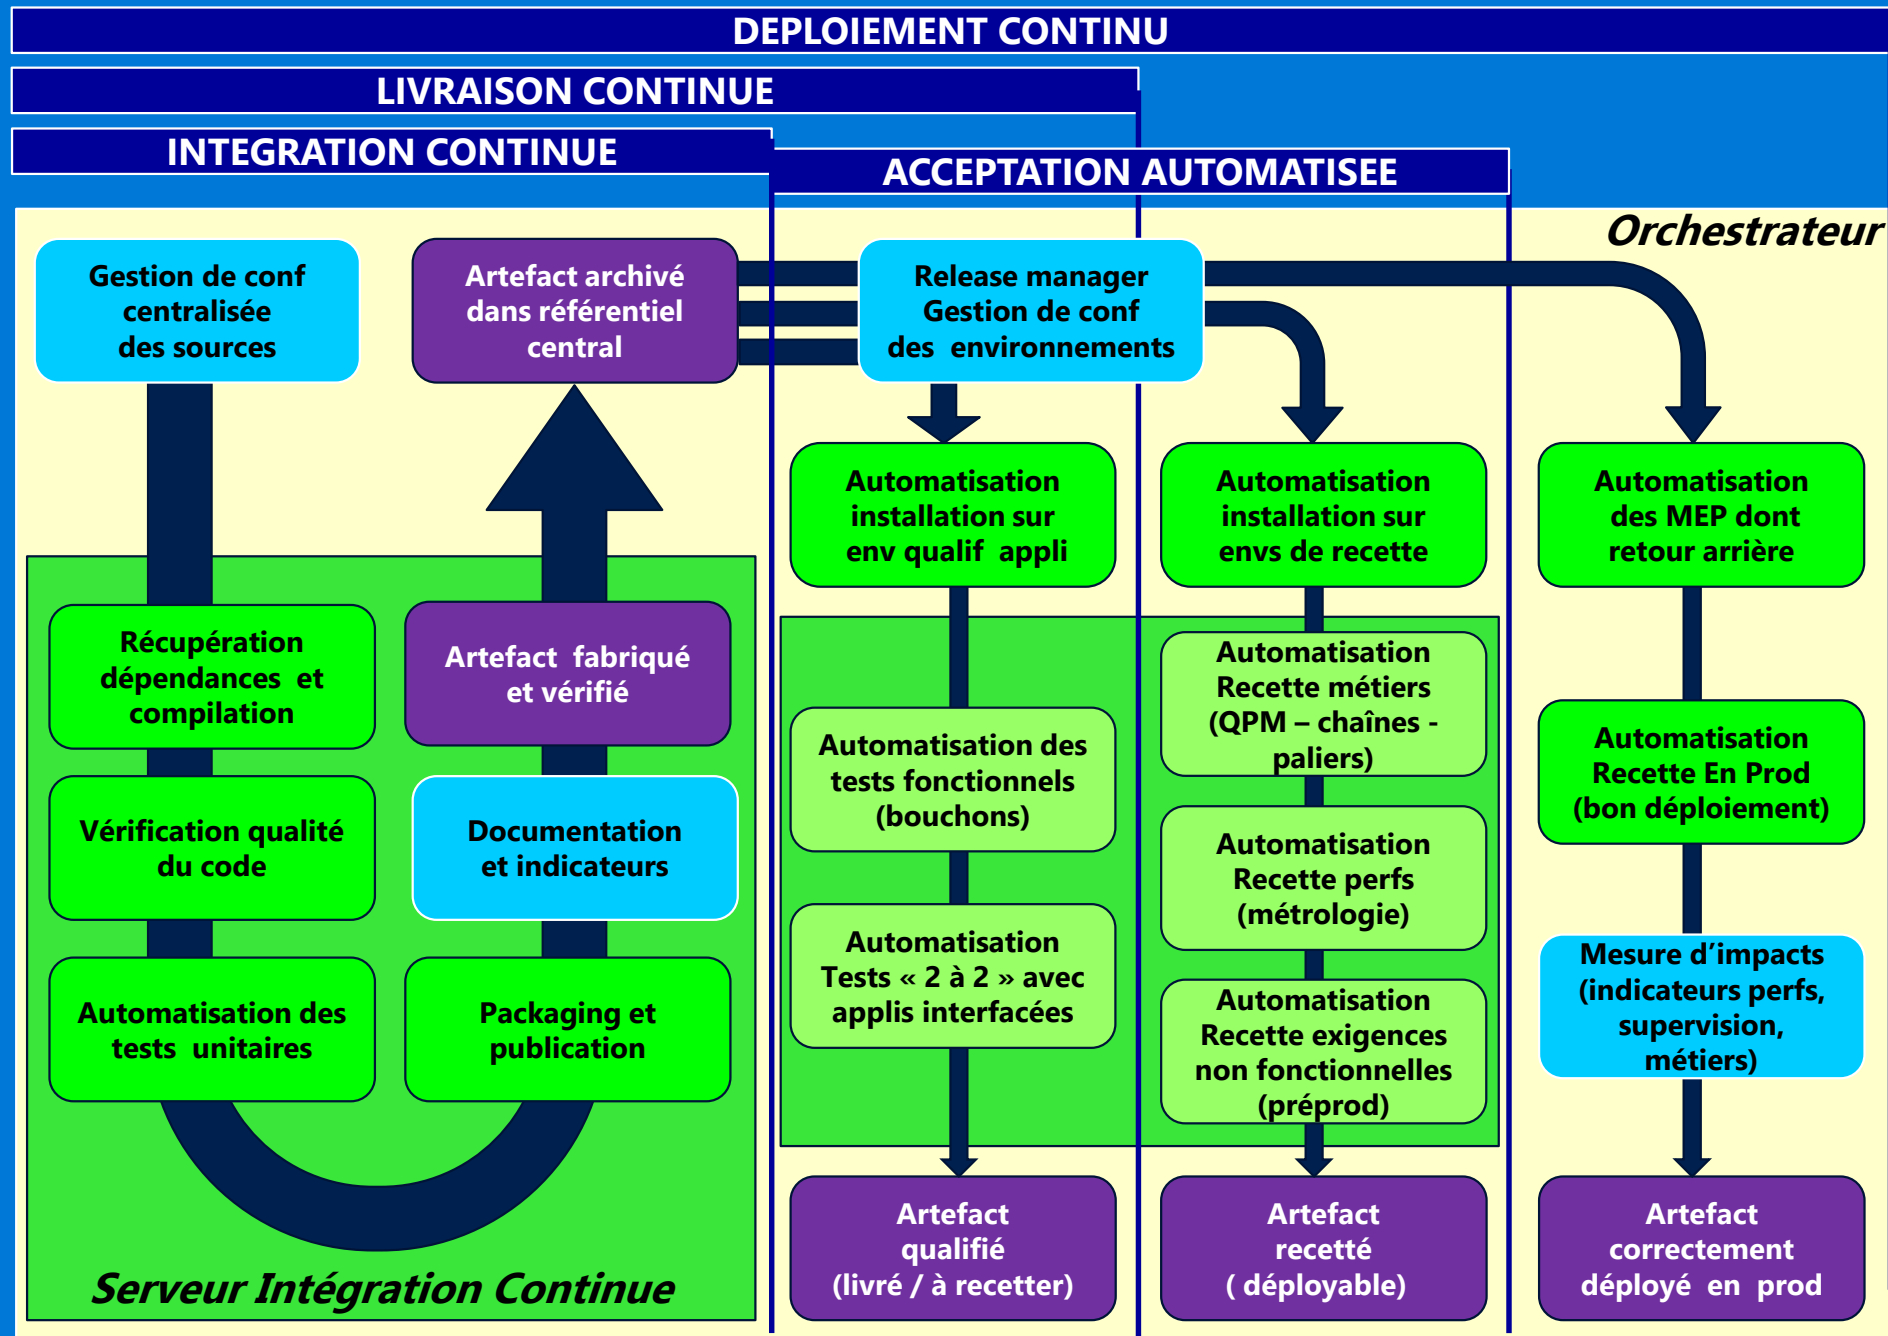 DEPLOIEMENT CONTINU
LIVRAISON CONTINUE
INTEGRATION CONTINUE
ACCEPTATION AUTOMATISEE
Orchestrateur
Gestion de conf
centralisée
des sources
Artefact archivé
dans référentiel
central
Release manager
Gestion de conf
des environnements
Récupération
dépendances et
compilation
Vérification qualité
du code
Automatisation des
tests unitaires
Artefact fabriqué
et vérifié
Documentation
et indicateurs
Packaging et
publication
Serveur Intégration Continue
Automatisation
installation sur
env qualif appli
Automatisation des
tests fonctionnels
(bouchons)
Automatisation
Tests « 2 à 2 » avec
applis interfacées
Artefact
qualifié
(livré / à recetter)
Automatisation
installation sur
envs de recette
Automatisation
Recette métiers
(QPM – chaînes -
paliers)
Automatisation
Recette perfs
(métrologie)
Automatisation
Recette exigences
non fonctionnelles
(préprod)
Artefact
recetté
( déployable)
Automatisation
des MEP dont
retour arrière
Automatisation
Recette En Prod
(bon déploiement)
Mesure d’impacts
(indicateurs perfs,
supervision,
métiers)
Artefact
correctement
déployé en prod